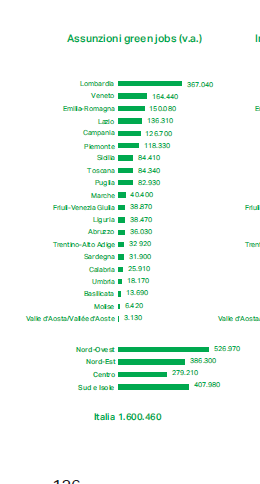 Assunzioni green jobs (v.a.)
Lombardia 367.040
Veneto 164.440
Emilia-Romagna 150.080
Lazio 136.310
Campania 126.700
Piemonte 118.330
Sicilia 84.410
Toscana 84.340
Puglia 82.930
Marche 40.400
Friuli-Venezia Giulia 38.870
Liguria 38.470
Abruzzo 36.030
Trentino-Alto Adige 32.920
Sardegna 31.900
Calabria 25.910
Umbria 18.170
Basilicata 13.690
Molise 6.420
Valle d'Aosta/Vallée d'Aoste 3.130
Nord-Ovest 526.970
Nord-Est 386.300
Centro 279.210
Sud e Isole 407.980
Italia 1.600.460